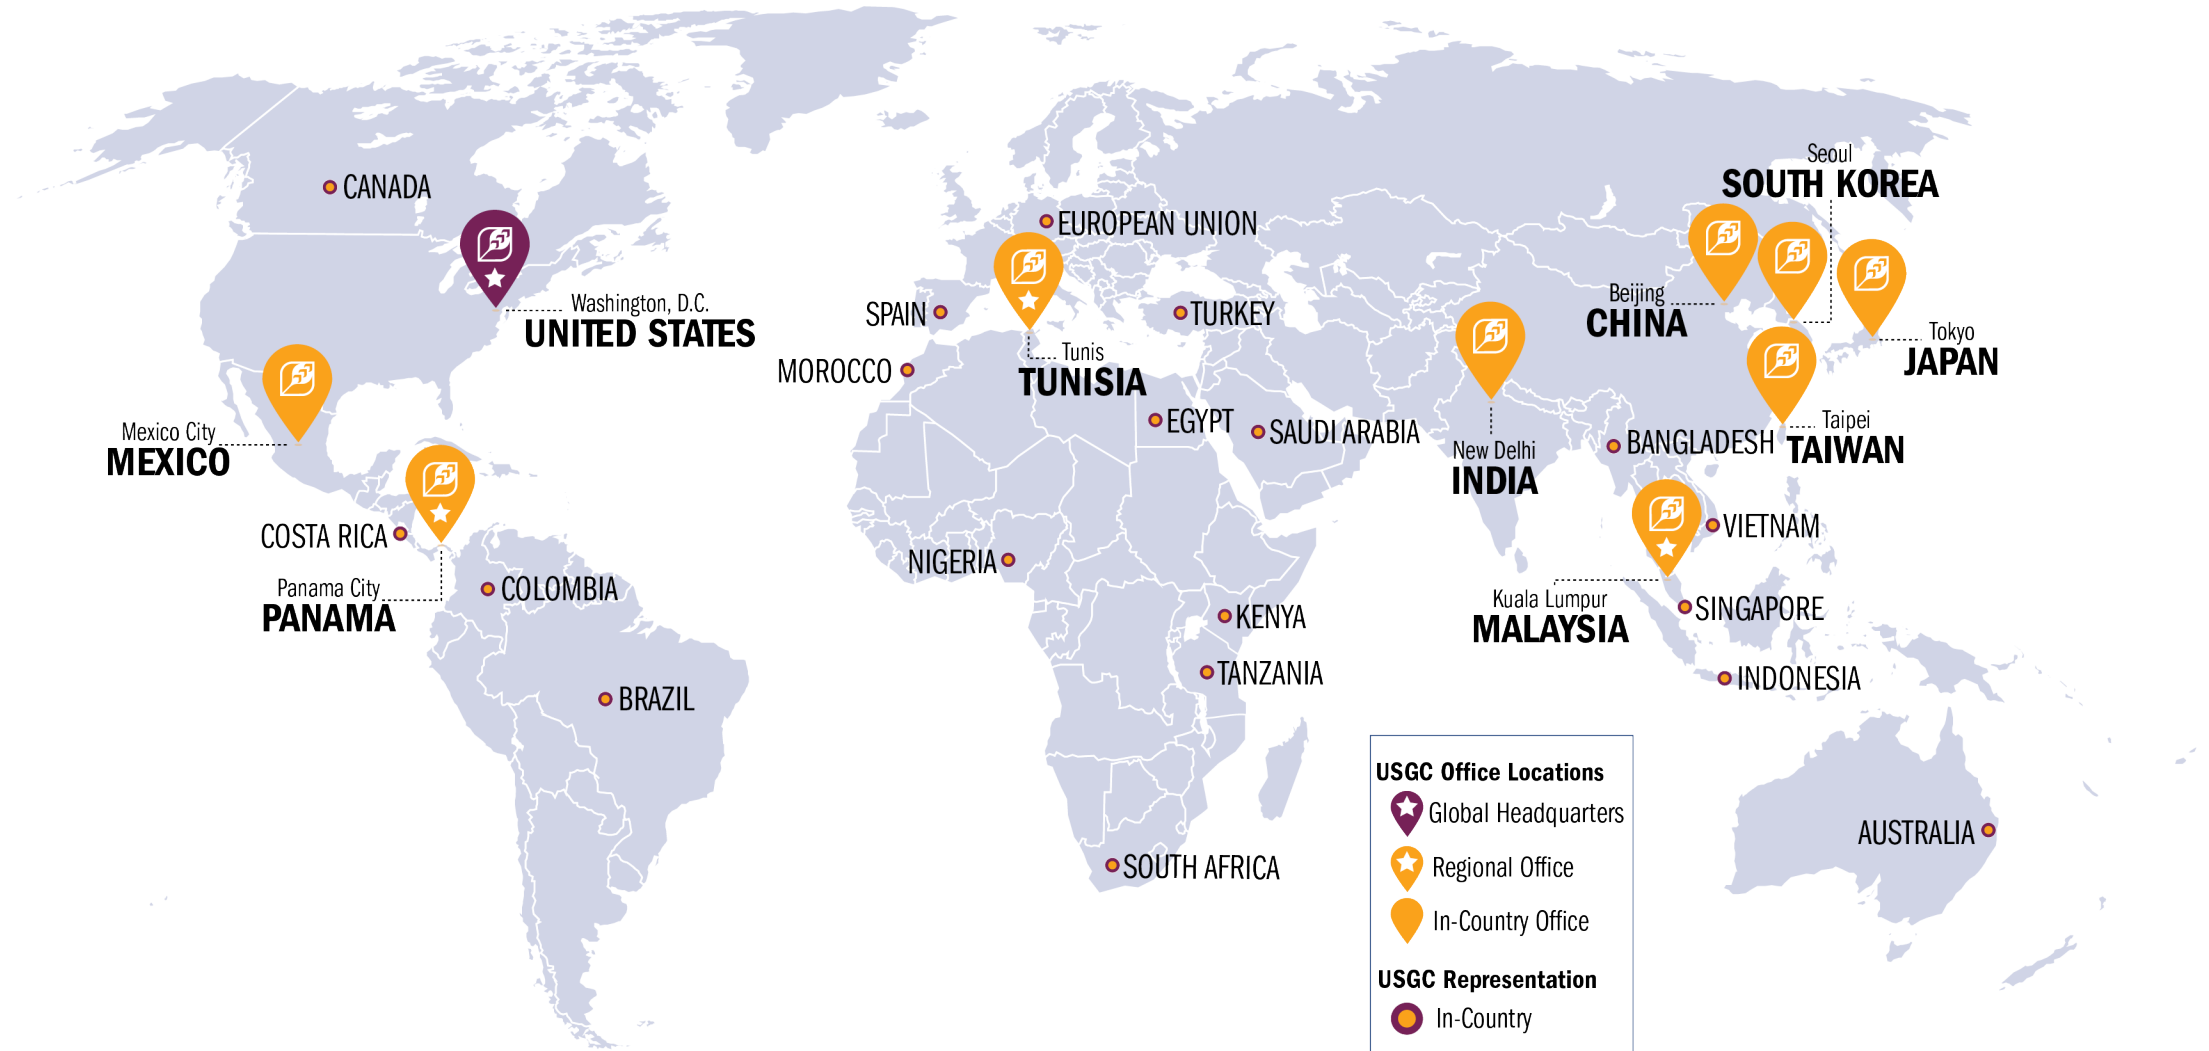 Seoul
SOUTH KOREA
CANADA
EUROPEAN UNION
Washington, D.C.
UNITED STATES
SPAIN
TURKEY
Beijing
CHINA
Tokyo
JAPAN
Tunis
TUNISIA
MOROCCO
Mexico City
MEXICO
EGYPT
SAUDI ARABIA
New Delhi
INDIA
BANGLADESH
Taipei
TAIWAN
COSTA RICA
VIETNAM
NIGERIA
Panama City
PANAMA
COLOMBIA
KENYA
Kuala Lumpur
MALAYSIA
SINGAPORE
TANZANIA
INDONESIA
BRAZIL
AUSTRALIA
SOUTH AFRICA
USGC Office Locations
Global Headquarters
Regional Office
In-Country Office
USGC Representation
In-Country